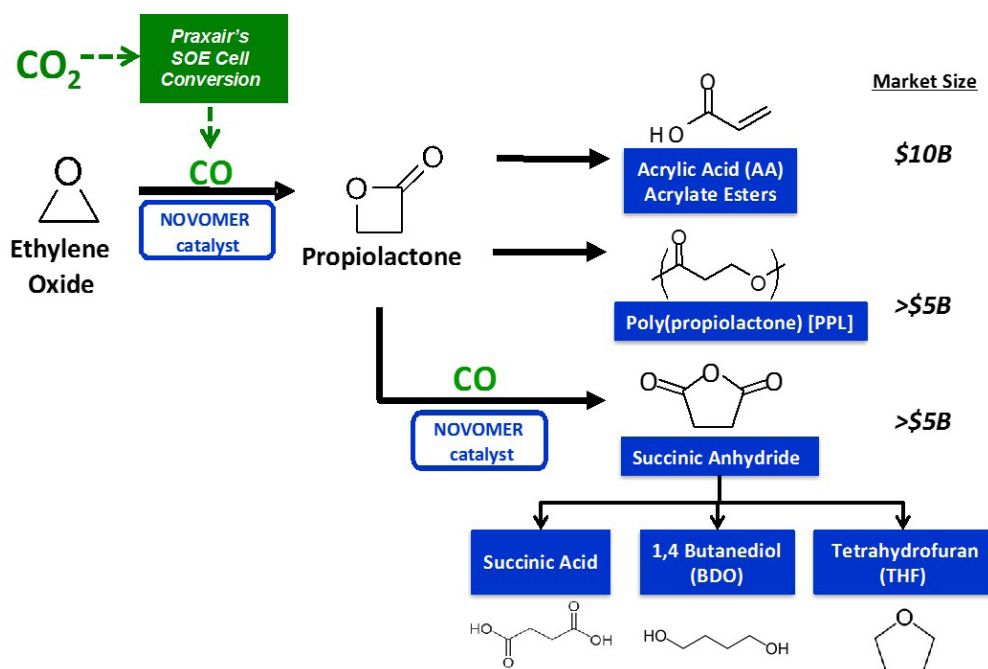 Praxair's
SOE Cell
Conversion
CO2
Market Size
O
HO
$10B
CO
O
O
O
Acrylic Acid (AA)
Acrylate Esters
NOVOMER
catalyst
Ethylene
Oxide
Propiolactone
O
O
Poly(propiolactone) [PPL]
>$5B
CO
O
O
O
>$5B
NOVOMER
catalyst
Succinic Anhydride
Succinic Acid
1,4 Butanediol
(BDO)
Tetrahydrofuran
(THF)
O
HO
OH
O
HO
OH
O